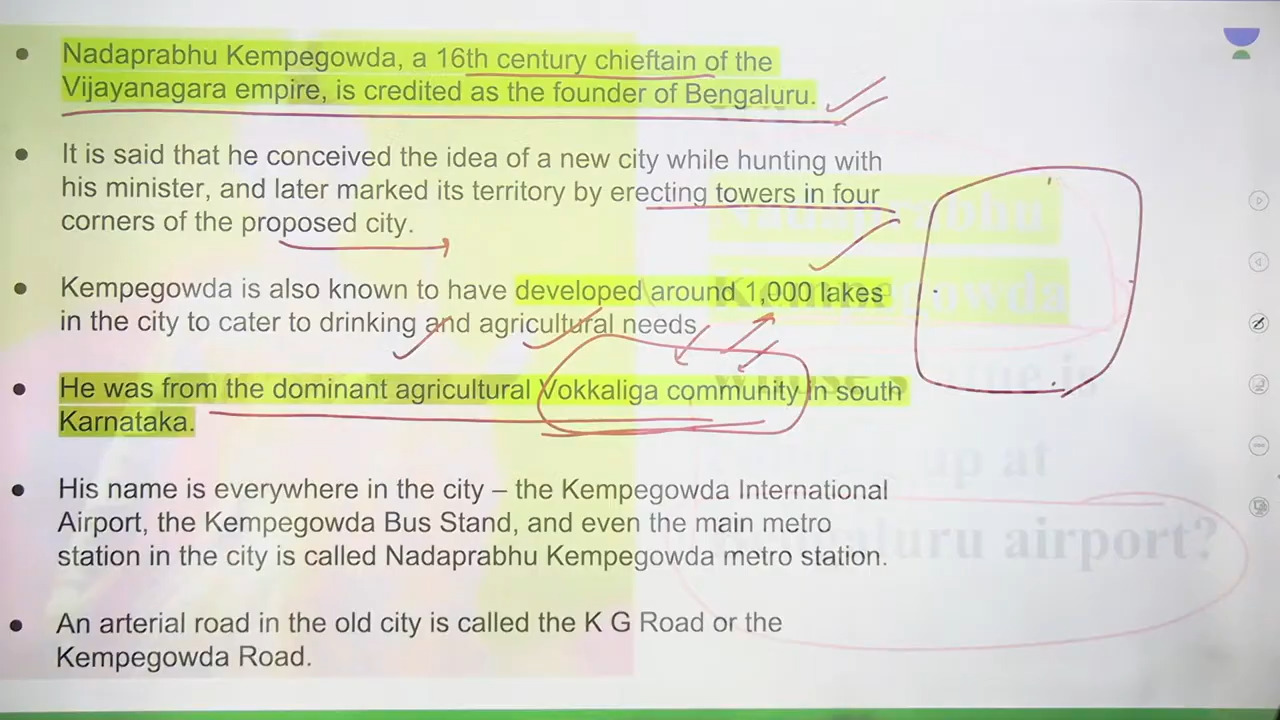 Nadaprabhu Kempegowda, a 16th century chieftain of the
Vijayanagara empire, is credited as the founder of Bengaluru.
It is said that he conceived the idea of a new city while hunting with
his minister, and later marked its territory by erecting towers in four
corners of the proposed city.
Kempegowda is also known to have developed around 1,000 lakes
in the city to cater to drinking and agricultural needs
He was from the dominant agricultural Vokkaliga community in south
Karnataka.
His name is everywhere in the city – the Kempegowda International
Airport, the Kempegowda Bus Stand, and even the main metro
station in the city is called Nadaprabhu Kempegowda metro station.
An arterial road in the old city is called the K G Road or the
Kempegowda Road.
Nadaprabhu
Kempegowda
up at
airport?